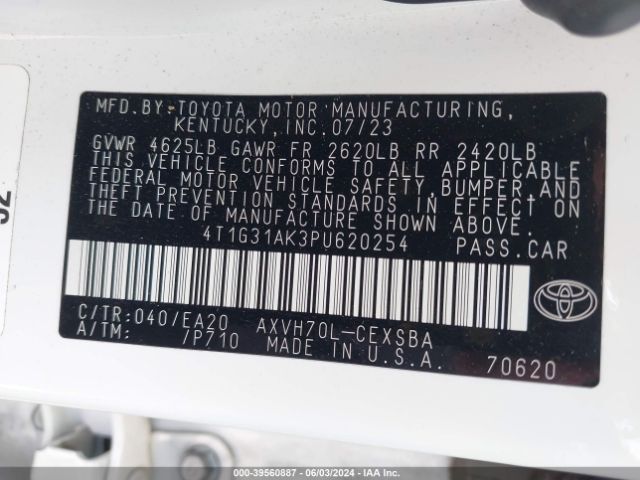 MFD.BY:TOYOTA MOTOR MANUFACTURING,
KENTUCKY,INC.07/23
GVWR 4625LB GAWR FR 2620LB RR 2420LB
THIS VEHICLE CONFORMS TO ALL APPLICABLE
FEDERAL MOTOR VEHICLE SAFETY,BUMPER,AND
THEFT PREVENTION STANDARDS IN EFFECT ON
THE DATE OF MANUFACTURE SHOWN ABOVE.
4T1G31AK3PU620254 PASS.CAR
C/TR:040/EA20 AXVH70L-CEXSBA
A/TM: /P710 MADE IN U.S.A. 70620
000-39560887 - 06/03/2024 - IAA Inc.